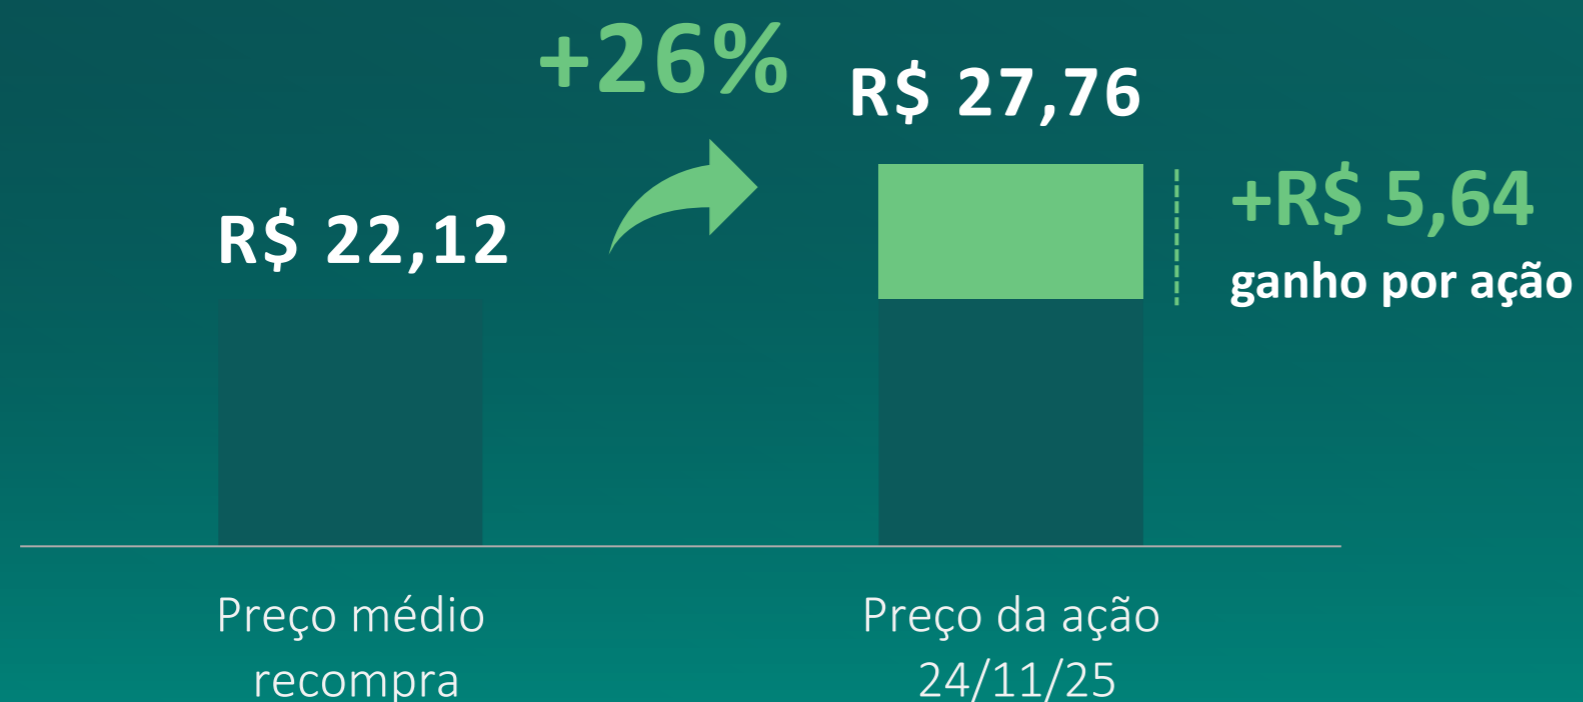 +26%
R$ 27,76
R$ 22,12
+R$ 5,64
ganho por ação
Preço médio
recompra
Preço da ação
24/11/25